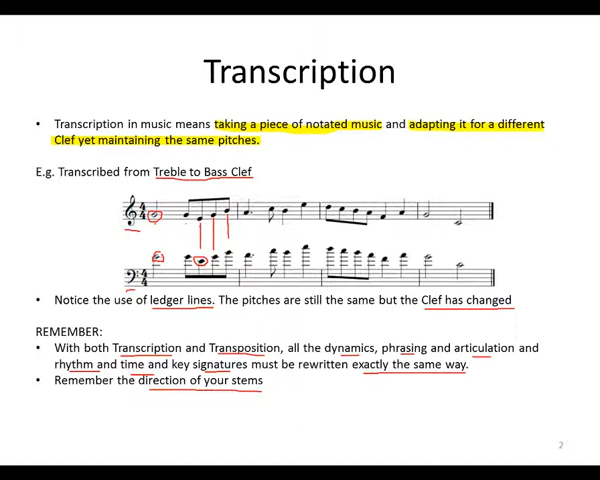 Transcription
• Transcription in music means taking a piece of notated music and adapting it for a different
Clef yet maintaining the same pitches.
E.g. Transcribed from Treble to Bass Clef
• Notice the use of ledger lines. The pitches are still the same but the Clef has changed
REMEMBER:
• With both Transcription and Transposition, all the dynamics, phrasing and articulation and
rhythm and time and key signatures must be rewritten exactly the same way.
• Remember the direction of your stems
2